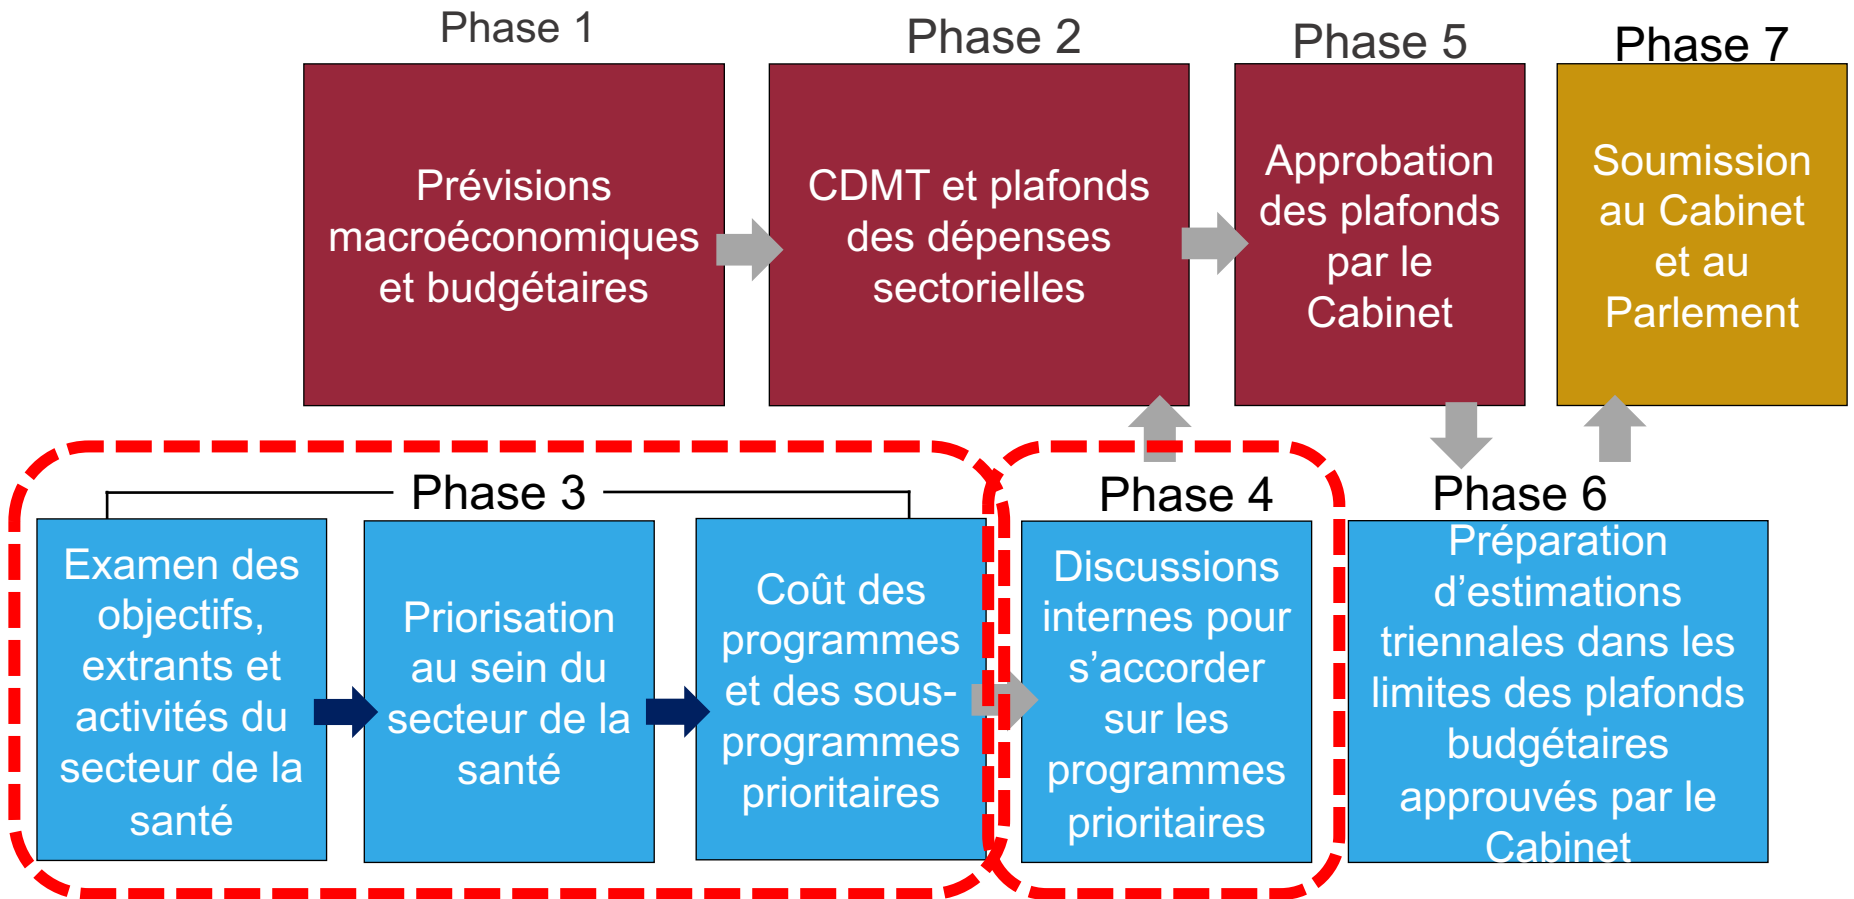 Phase 1
Prévisions
macroéconomiques
et budgétaires
Phase 2
CDMT et plafonds
des dépenses
sectorielles
Phase 5
Approbation
des plafonds
par le
Cabinet
Phase 7
Soumission
au Cabinet
et au
Parlement
Phase 3
Examen des
objectifs,
extrants et
activités du
secteur de la
santé
Priorisation
au sein du
secteur de la
santé
Coût des
programmes
et des sous-
programmes
prioritaires
Phase 4
Discussions
internes pour
s’accorder
sur les
programmes
prioritaires
Phase 6
Préparation
d’estimations
triennales dans les
limites des plafonds
budgétaires
approuvés par le
Cabinet